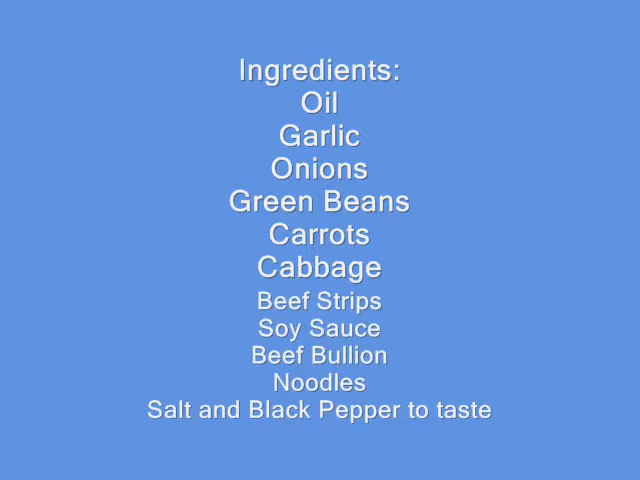 Ingredients:
Oil
Garlic
Onions
Green Beans
Carrots
Cabbage
Beef Strips
Soy Sauce
Beef Bullion
Noodles
Salt and Black Pepper to taste